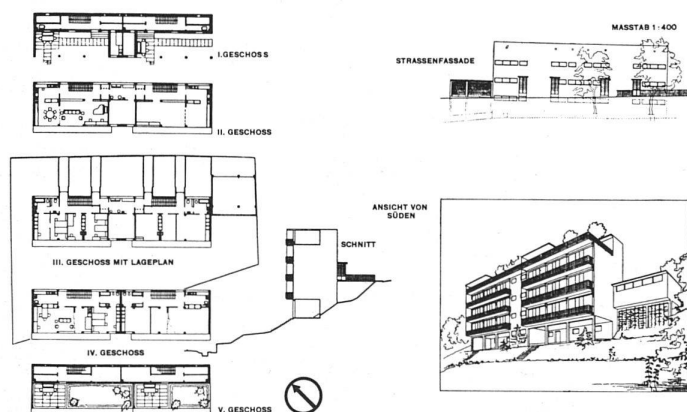 I. GESCHOSS
II. GESCHOSS
III. GESCHOSS MIT LAGEPLAN
IV. GESCHOSS
V. GESCHOSS
SCHNITT
MASSTAB 1:400
STRASSENFASSADE
ANSICHT VON
SÜDEN